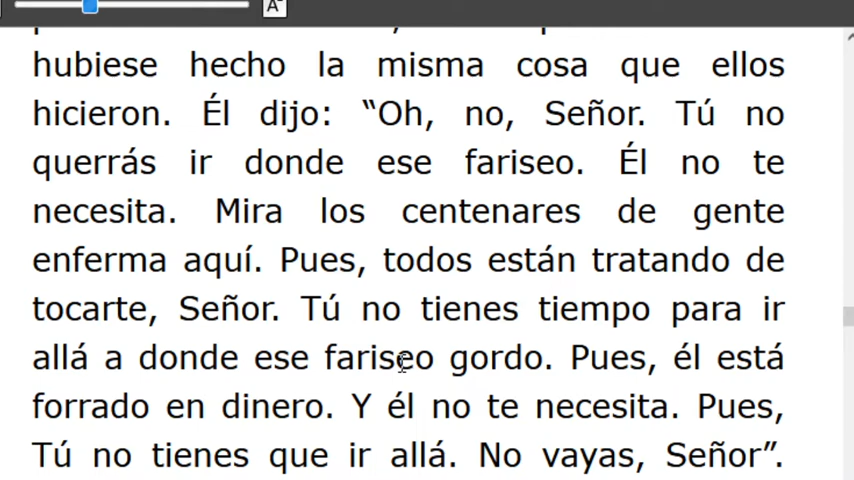 A
hubiese hecho la misma cosa que ellos
hicieron. Él dijo: “Oh, no, Señor. Tú no
querrás ir donde ese fariseo. Él no te
necesita. Mira los centenares de gente
enferma aquí. Pues, todos están tratando de
tocarte, Señor. Tú no tienes tiempo para ir
allá a donde ese fariseo gordo. Pues, él está
forrado en dinero. Y él no te necesita. Pues,
Tú no tienes que ir allá. No vayas, Señor”.